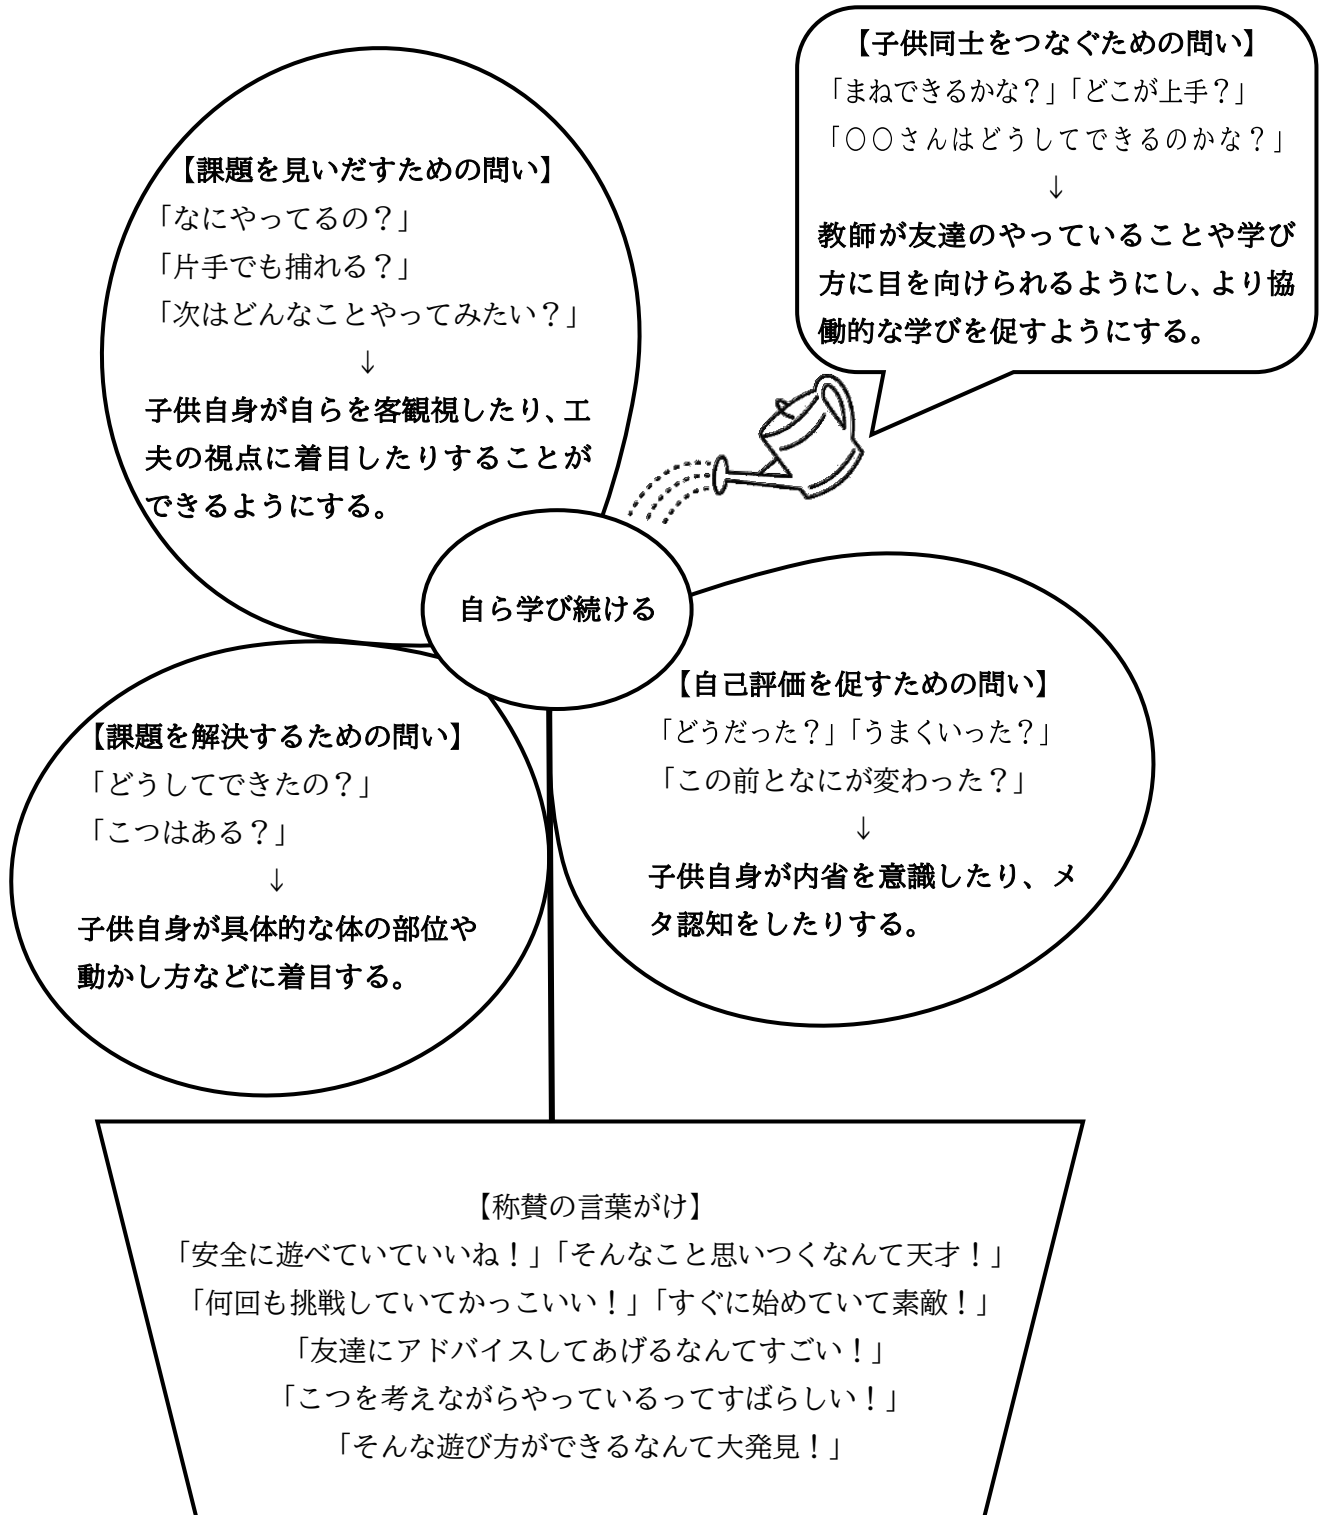 【子供同士をつなぐための問い】
「まねできるかな？」「どこが上手？」
「〇〇さんはどうしてできるのかな？」
↓
教師が友達のやっていることや学び
方に目を向けられるようにし、より協
働的な学びを促すようにする。
【課題を見いだすための問い】
「なにやってるの？」
「片手でも捕れる？」
「次はどんなことやってみたい？」
↓
子供自身が自らを客観視したり、工
夫の視点に着目したりすることが
できるようにする。
自ら学び続ける
【課題を解決するための問い】
「どうしてできたの？」
「こつはある？」
↓
子供自身が具体的な体の部位や
動かし方などに着目する。
【自己評価を促すための問い】
「どうだった？」「うまくいった？」
「この前となにが変わった？」
↓
子供自身が内省を意識したり、メ
タ認知をしたりする。
【称賛の言葉がけ】
「安全に遊べていていいね！」「そんなこと思いつくなんて天才！」
「何回も挑戦していてかっこいい！」「すぐに始めていて素敵！」
「友達にアドバイスしてあげるなんてすごい！」
「こつを考えながらやっているってすばらしい！」
「そんな遊び方ができるなんて大発見！」